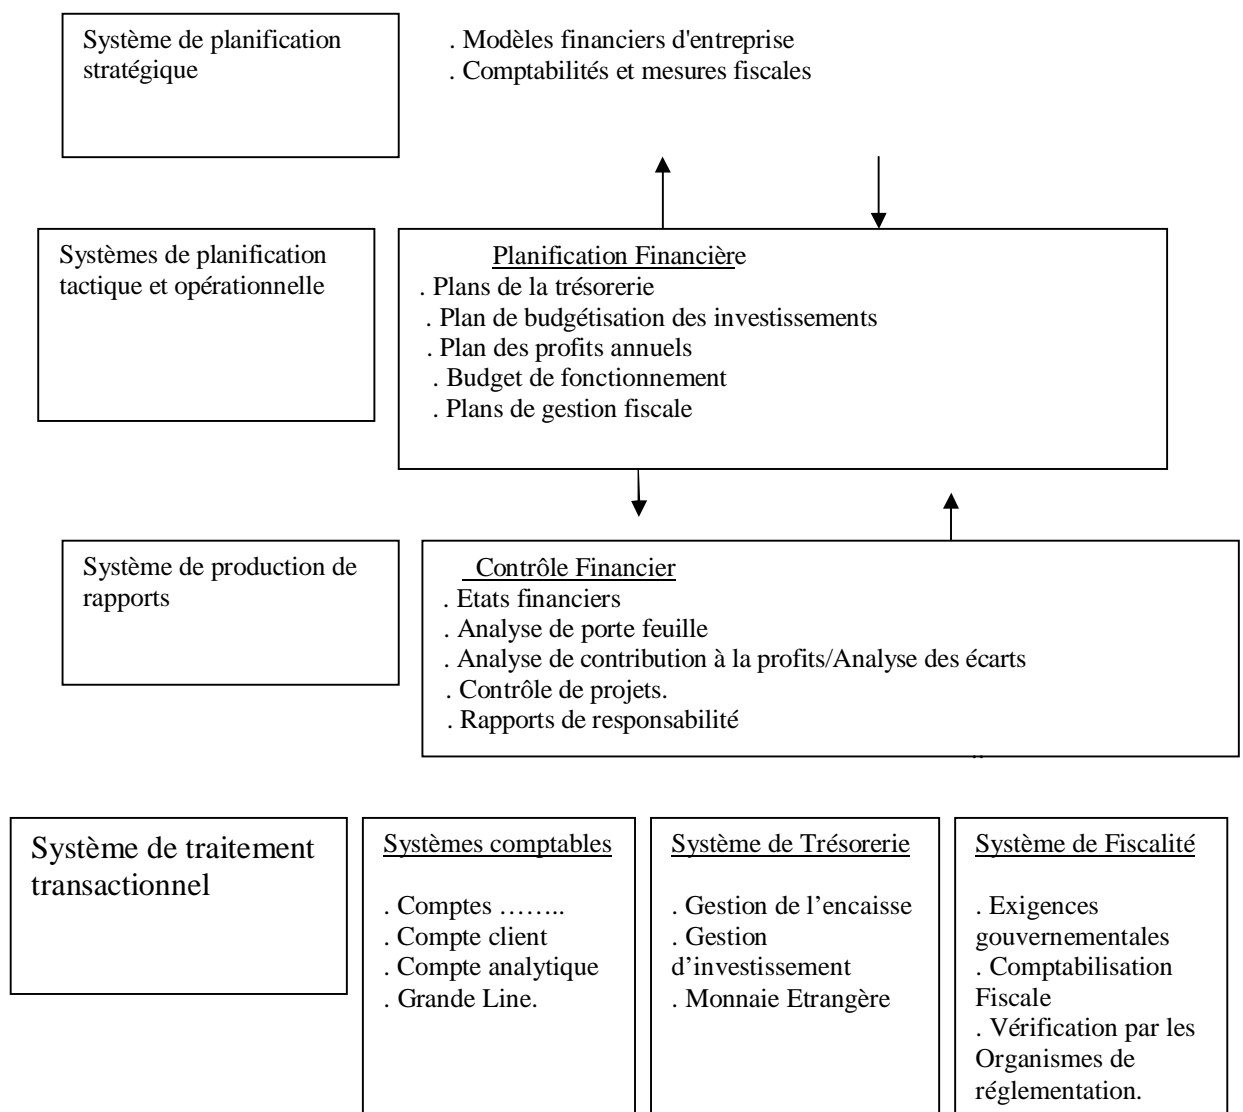 Système de planification
stratégique
. Modèles financiers d'entreprise
. Comptabilités et mesures fiscales
Systèmes de planification
tactique et opérationnelle
Planification Financière
. Plans de la trésorerie
. Plan de budgétisation des investissements
. Plan des profits annuels
. Budget de fonctionnement
. Plans de gestion fiscale
Système de production de
rapports
Contrôle Financier
. Etats financiers
. Analyse de porte feuille
. Analyse de contribution à la profits/Analyse des écarts
. Contrôle de projets.
. Rapports de responsabilité
Système de traitement
transactionnel
Systèmes comptables
. Comptes ……..
. Compte client
. Compte analytique
. Grande Line.
Système de Trésorerie
. Gestion de l’encaisse
. Gestion
d’investissement
. Monnaie Etrangère
Système de Fiscalité
. Exigences
gouvernementales
. Comptabilisation
Fiscale
. Vérification par les
Organismes de
réglementation.